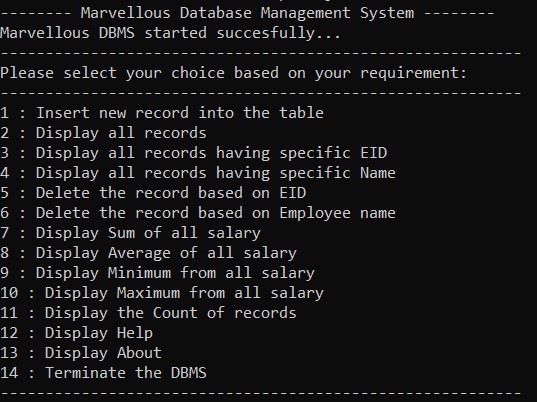 -------- Marvellous Database Management System --------
Marvellous DBMS started succesfully...
----------------------------------------------------------
Please select your choice based on your requirement:
----------------------------------------------------------
1 : Insert new record into the table
2 : Display all records
3 : Display all records having specific EID
4 : Display all records having specific Name
5 : Delete the record based on EID
6 : Delete the record based on Employee name
7 : Display Sum of all salary
8 : Display Average of all salary
9 : Display Minimum from all salary
10 : Display Maximum from all salary
11 : Display the Count of records
12 : Display Help
13 : Display About
14 : Terminate the DBMS
----------------------------------------------------------